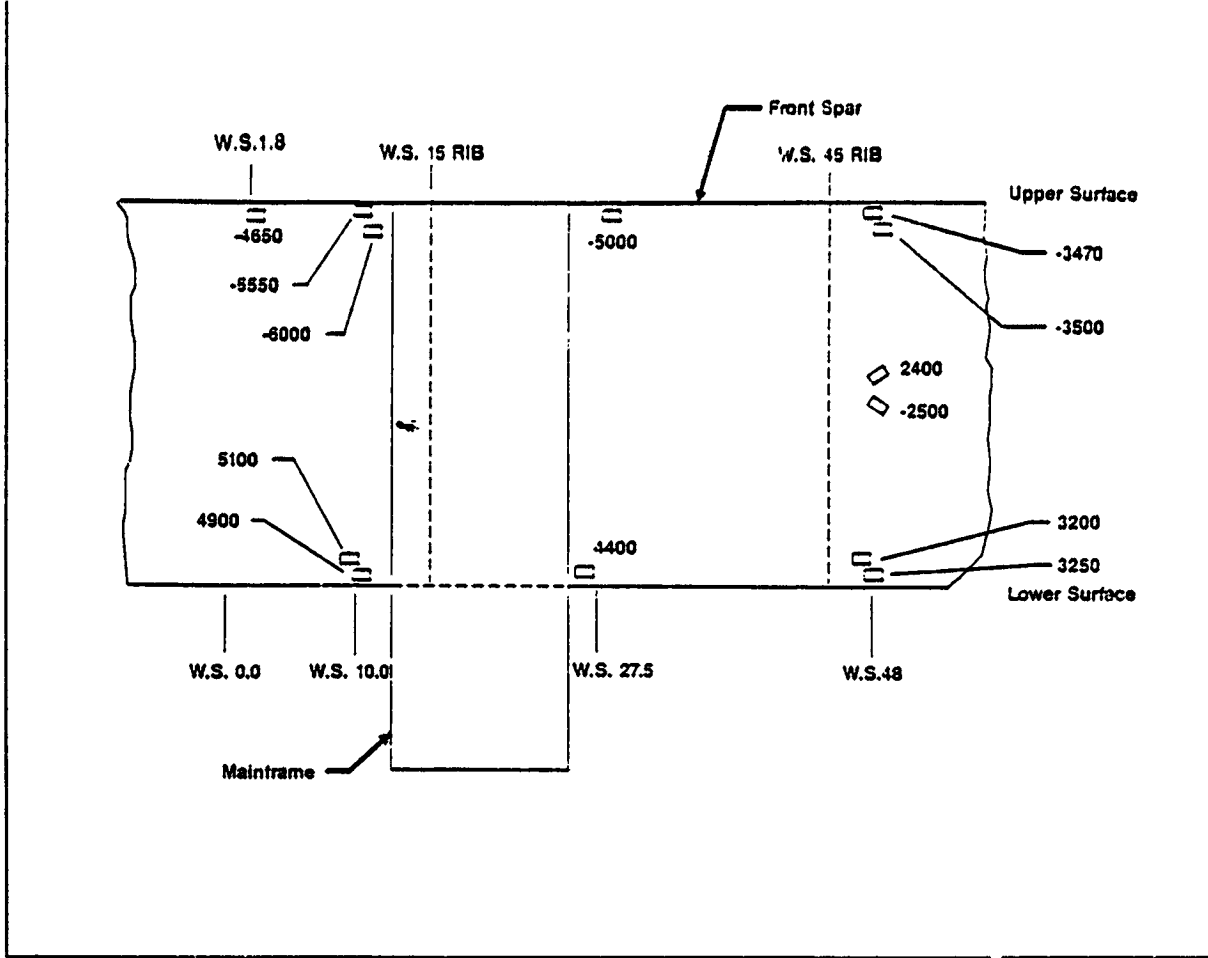 Front Spar
W.S.1.8
W.S. 15 RIB
W.S. 45 RIB
Upper Surface
-4650
-5000
-3470
-5550
-6000
-3500
2400
-2500
5100
4900
4400
3200
3250
Lower Surface
W.S. 0.0
W.S. 10.0
W.S. 27.5
W.S.48
Mainframe